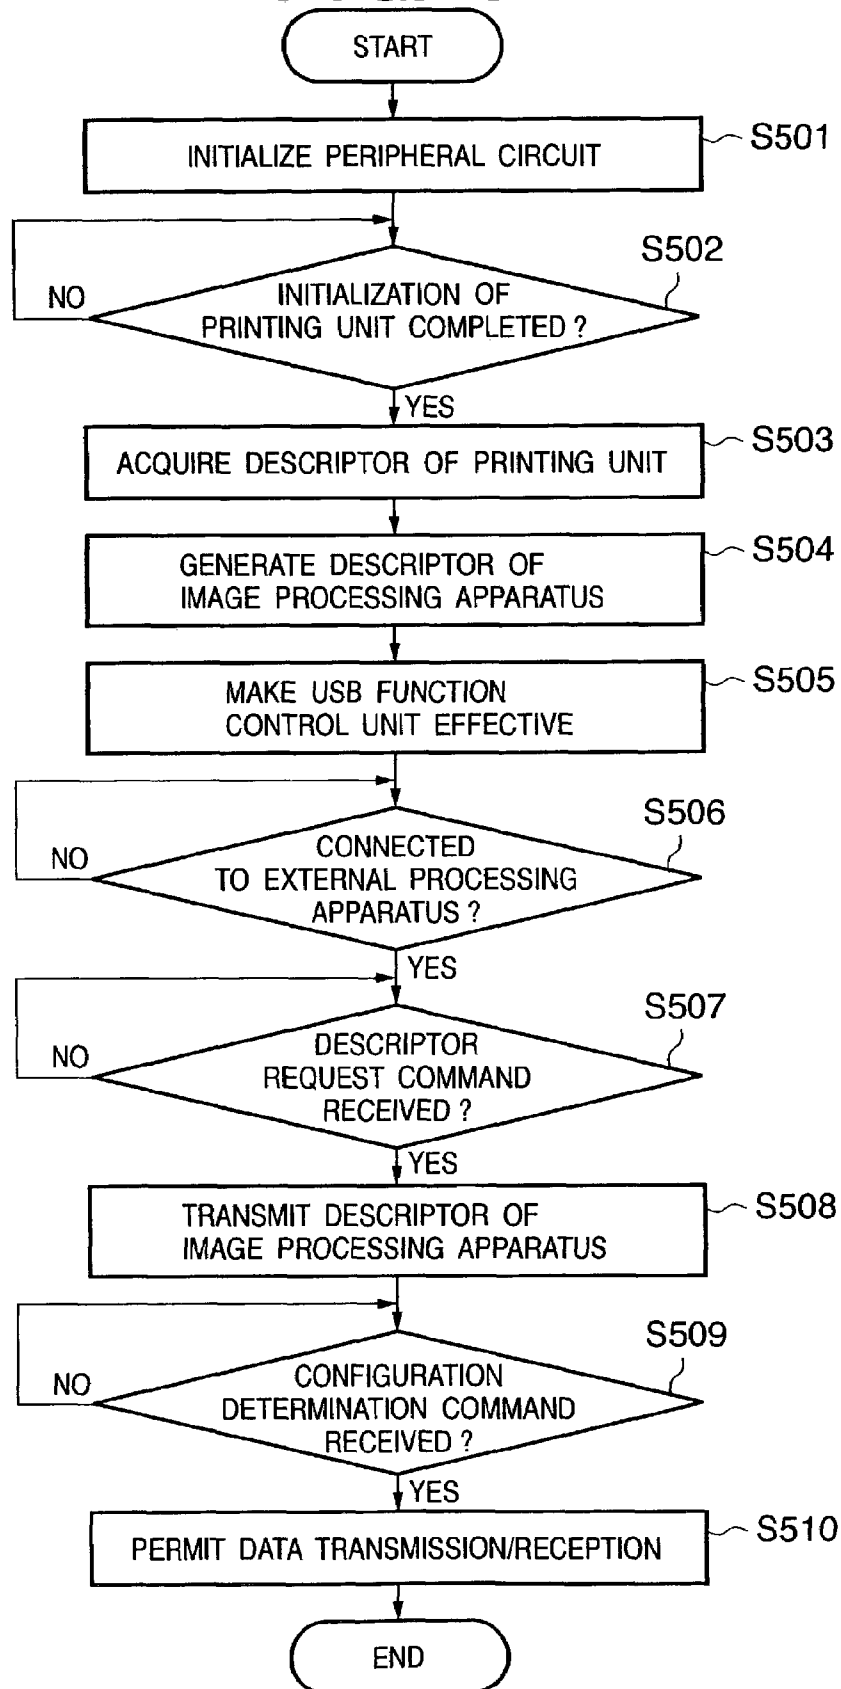 START
INITIALIZE PERIPHERAL CIRCUIT
S501
S502
INITIALIZATION OF
PRINTING UNIT COMPLETED ?
NO
YES
ACQUIRE DESCRIPTOR OF PRINTING UNIT
S503
GENERATE DESCRIPTOR OF
IMAGE PROCESSING APPARATUS
S504
MAKE USB FUNCTION
CONTROL UNIT EFFECTIVE
S505
S506
CONNECTED
TO EXTERNAL PROCESSING
APPARATUS ?
NO
YES
S507
DESCRIPTOR
REQUEST COMMAND
RECEIVED ?
NO
YES
TRANSMIT DESCRIPTOR OF
IMAGE PROCESSING APPARATUS
S508
S509
CONFIGURATION
DETERMINATION COMMAND
RECEIVED ?
NO
YES
PERMIT DATA TRANSMISSION/RECEPTION
S510
END